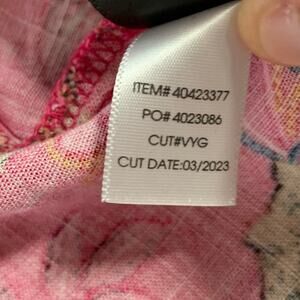 ITEM# 40423377
PO# 4023086
CUT#VYG
CUT DATE:03/2023